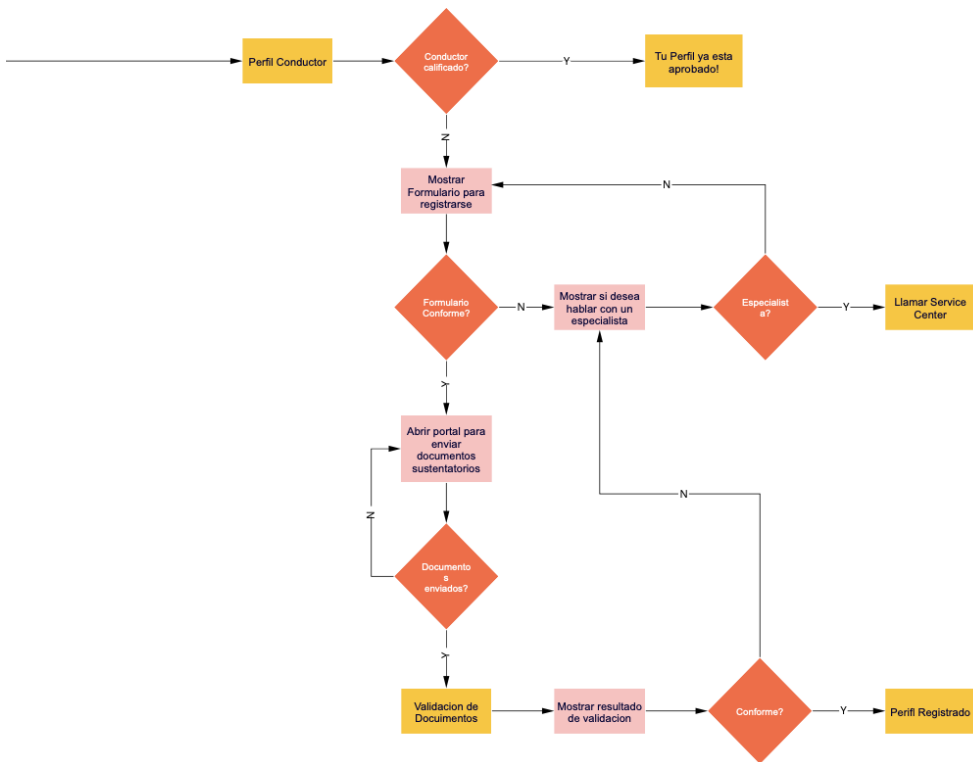 Perfil Conductor
Conductor
calificado?
Y
Tu Perfil ya esta
aprobado!
N
Mostrar
Formulario para
registrarse
N
Formulario
Conforme?
N
Mostrar si desea
hablar con un
especialista
Especialist
a?
Y
Llamar Service
Center
Y
Abrir portal para
enviar
documentos
sustentatorios
N
N
Documento
s
enviados?
Y
Validacion de
Docuimentos
Mostrar resultado
de validacion
Conforme?
Y
Perifl Registrado